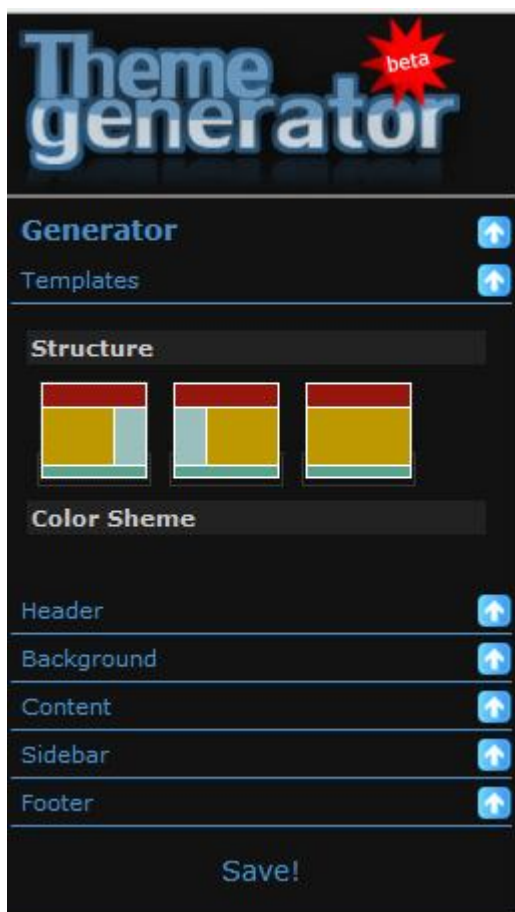 Theme
beta
generator
Generator
Templates
Structure
Color Sheme
Header
Background
Content
Sidebar
Footer
Save!